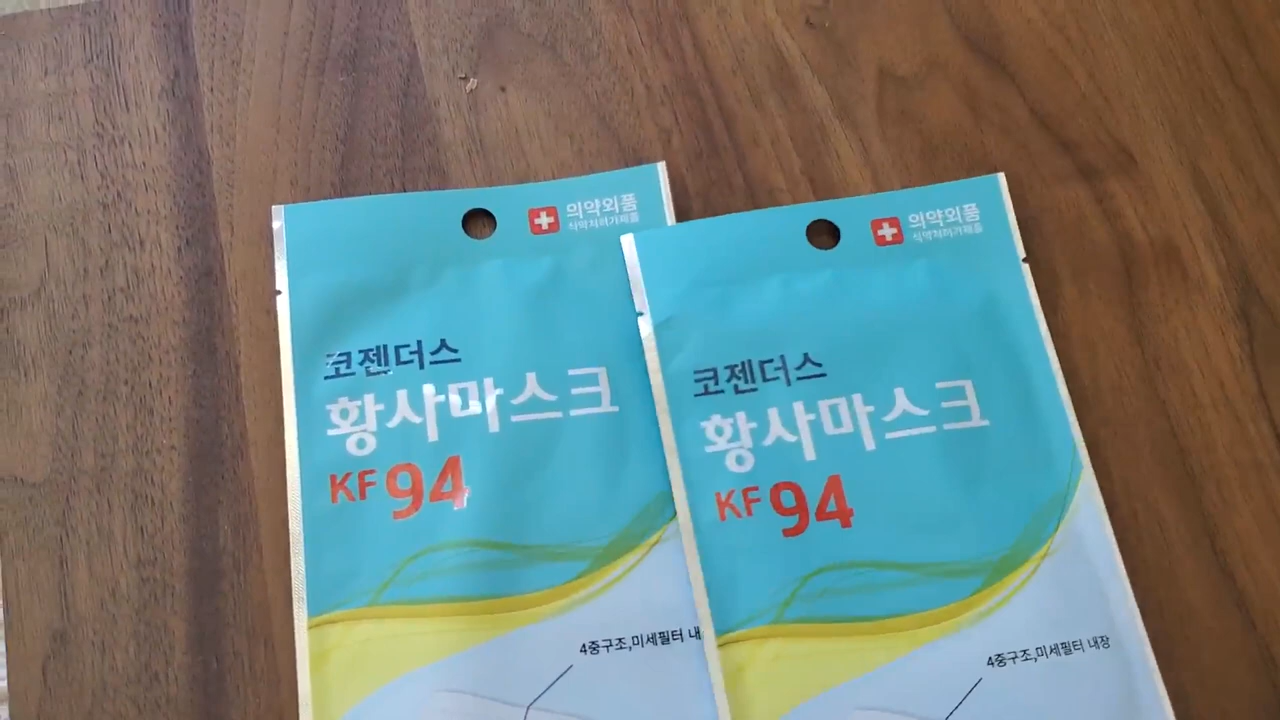 의약외품
식약처허가제품
코젠더스
황사마스크
KF94
4중구조,미세필터 내
의약외품
식약처허가제품
코젠더스
황사마스크
KF94
4중구조,미세필터 내장